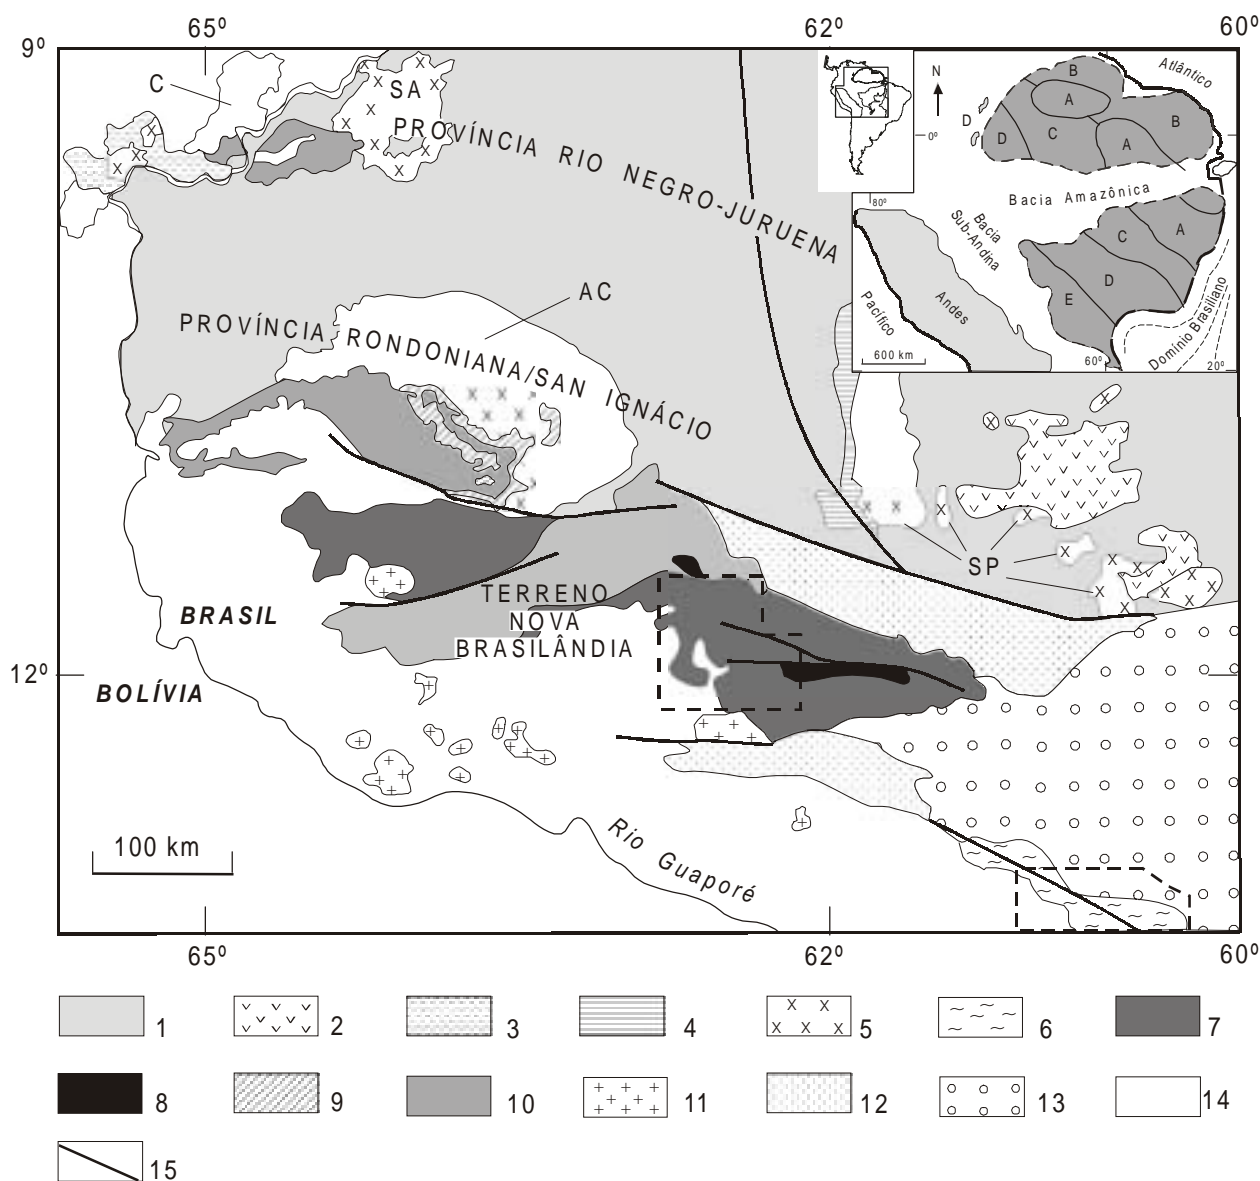 65º
62º
60º
9º
C
SA
PROVÍNCIA RIO NEGRO-JURUENA
N
0º
80º
Atlântico
B
A
B
D
D
C
A
Bacia Amazônica
Bacia
Sub-Andina
C
A
D
E
Pacífico
Andes
Domínio Brasiliano
600 km
60º
20º
AC
PROVÍNCIA RONDONIANA/SAN IGNÁCIO
SP
TERRENO
NOVA
BRASILÂNDIA
BRASIL
12º
BOLÍVIA
100 km
Rio Guaporé
65º
62º
60º
1
2
3
4
5
6
7
8
9
10
11
12
13
14
15